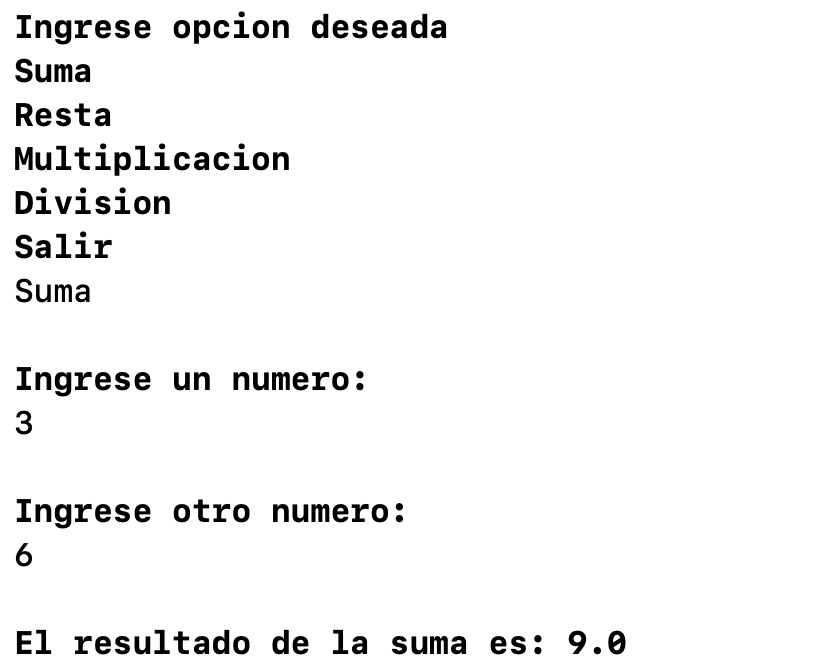 Ingrese opcion deseada
Suma
Resta
Multiplicacion
Division
Salir
Suma
Ingrese un numero:
3
Ingrese otro numero:
6
El resultado de la suma es: 9.0